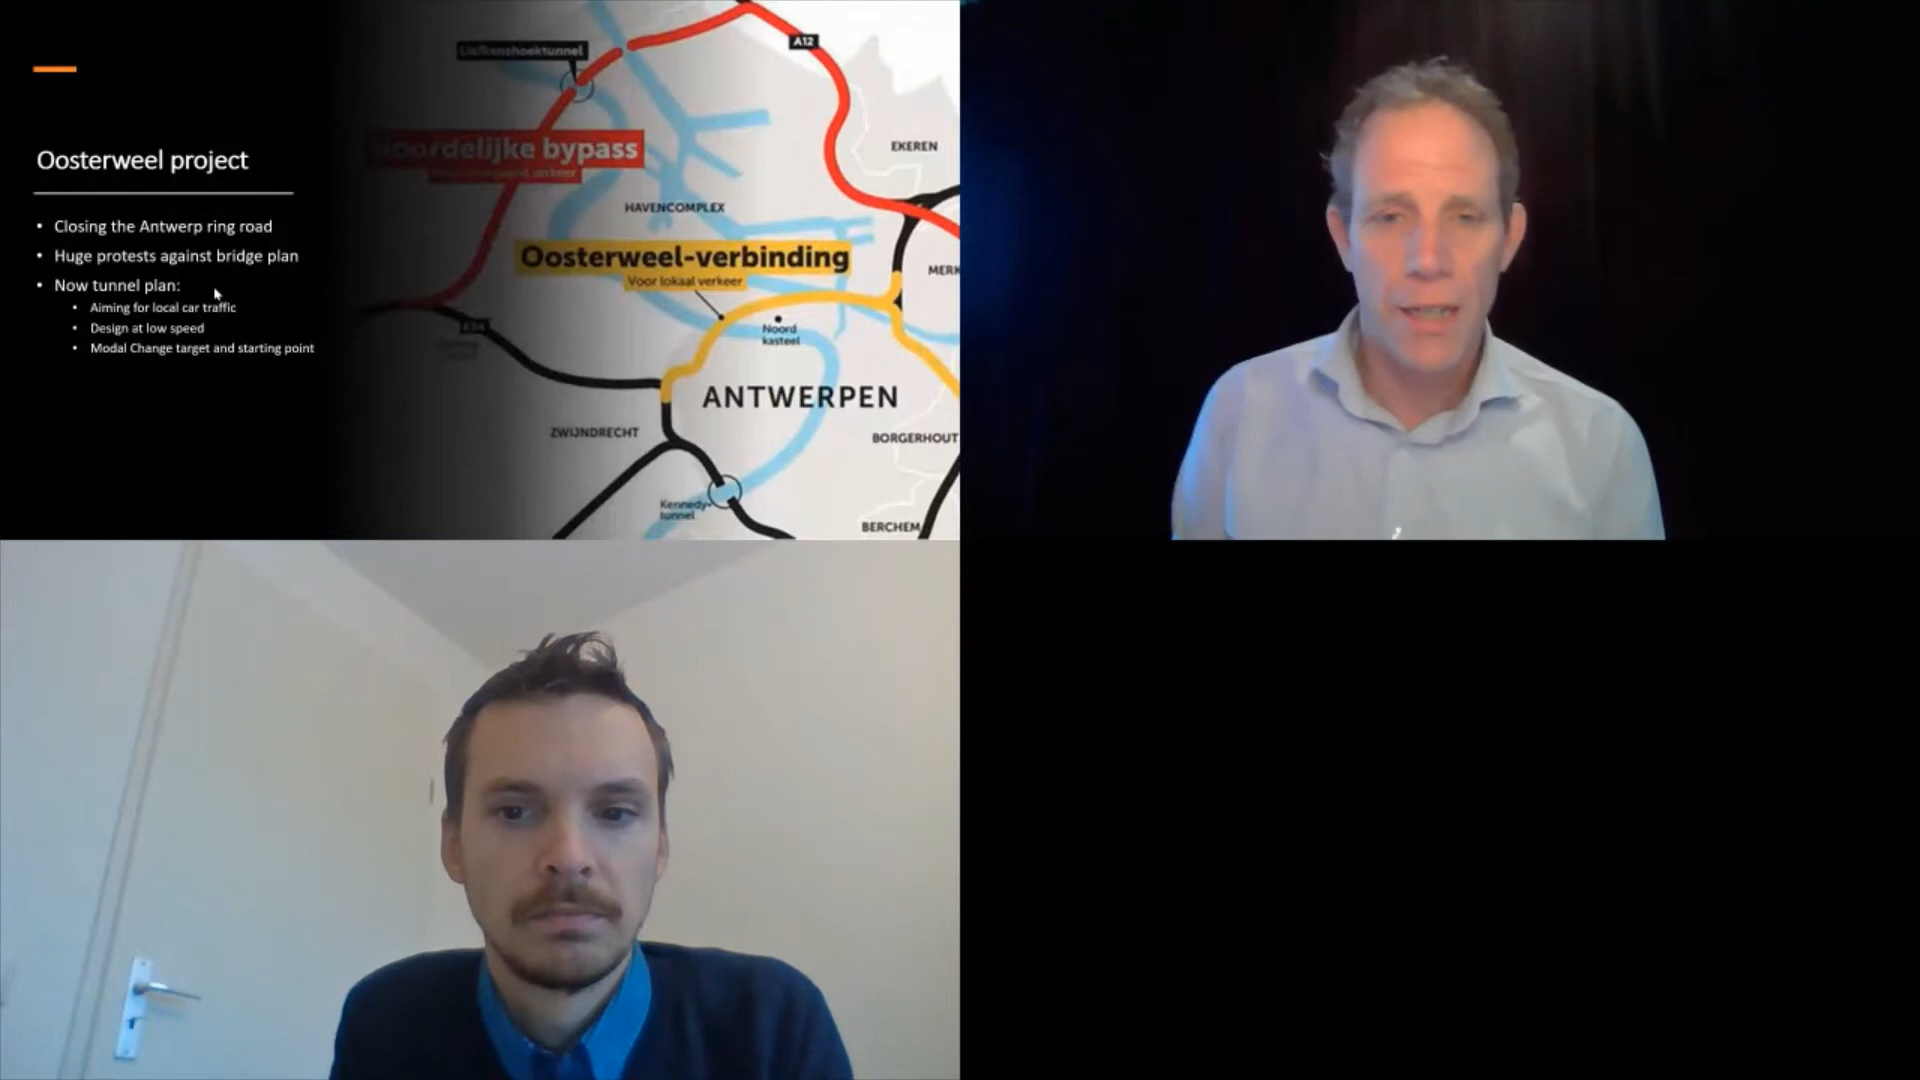 Oosterweel project
• Closing the Antwerp ring road
• Huge protests against bridge plan
• Now tunnel plan:
• Aiming for local car traffic
• Design at low speed
• Modal Change target and starting point
Liefkenshoektunnel
A12
Noordelijke bypass
EKEREN
HAVENCOMPLEX
Oosterweel-verbinding
Voor lokaal verkeer
MERK
Noord
kasteel
ANTWERPEN
ZWIJNDRECHT
BORGERHOUT
Kennedy-
tunnel
BERCHEM